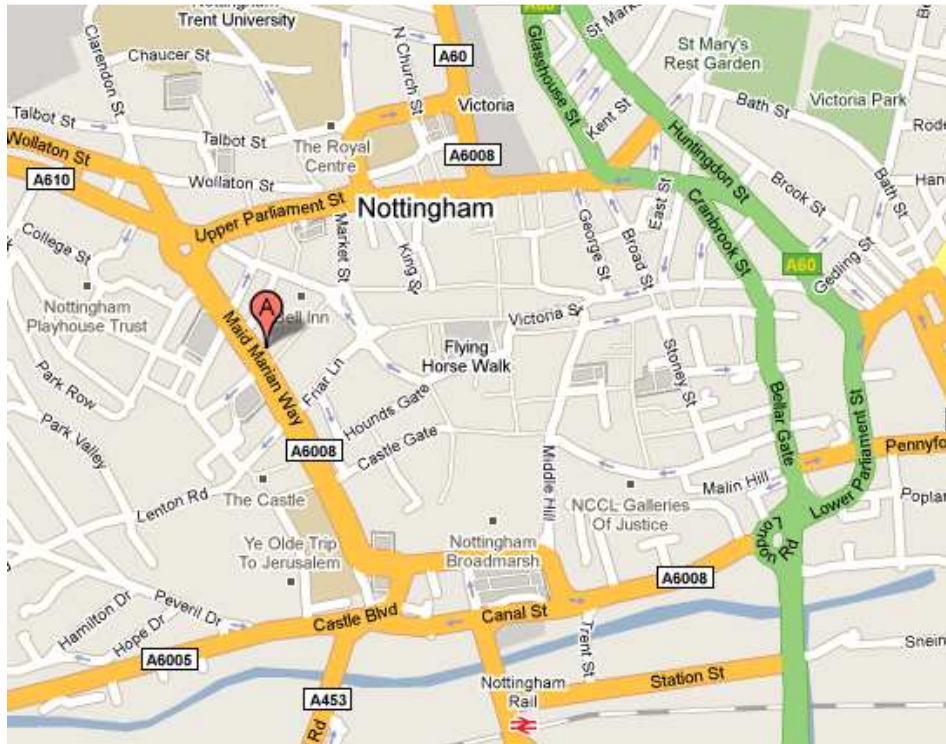 Nottingham
Trent University
A60
Clarendon St
Chaucer St
N Church St
A60
Glasshouse St
St Mark
St Mary's
Rest Garden
Victoria
Kent St
Bath St
Victoria Park
Talbot St
Talbot St
Huntingdon St
Wollaton St
The Royal
Centre
A6008
A610
Wollaton St
Brook St
Bath St
Upper Parliament St
Nottingham
East St
Cranbrook St
College St
Market St
King St
George St
Broad St
A60
Gedling St
Nottingham
Playhouse Trust
A
Bell Inn
Victoria St
Maid Marian Way
Flying
Horse Walk
Stoney St
Friar Ln
Park Row
Hounds Gate
Bellar Gate
Park Valley
A6008
Castle Gate
Middle Hill
Lower Parliament St
Pennyfo
Malin Hill
The Castle
Lenton Rd
NCCL Galleries
Of Justice
Poplar
Ye Olde Trip
To Jerusalem
Nottingham
Broadmarsh
London
Rd
A6008
Hamilton Dr
Peveril Dr
Castle Blvd
Canal St
Hope Dr
Trent St
Snein
A6005
Station St
A453
Nottingham
Rail
Rd